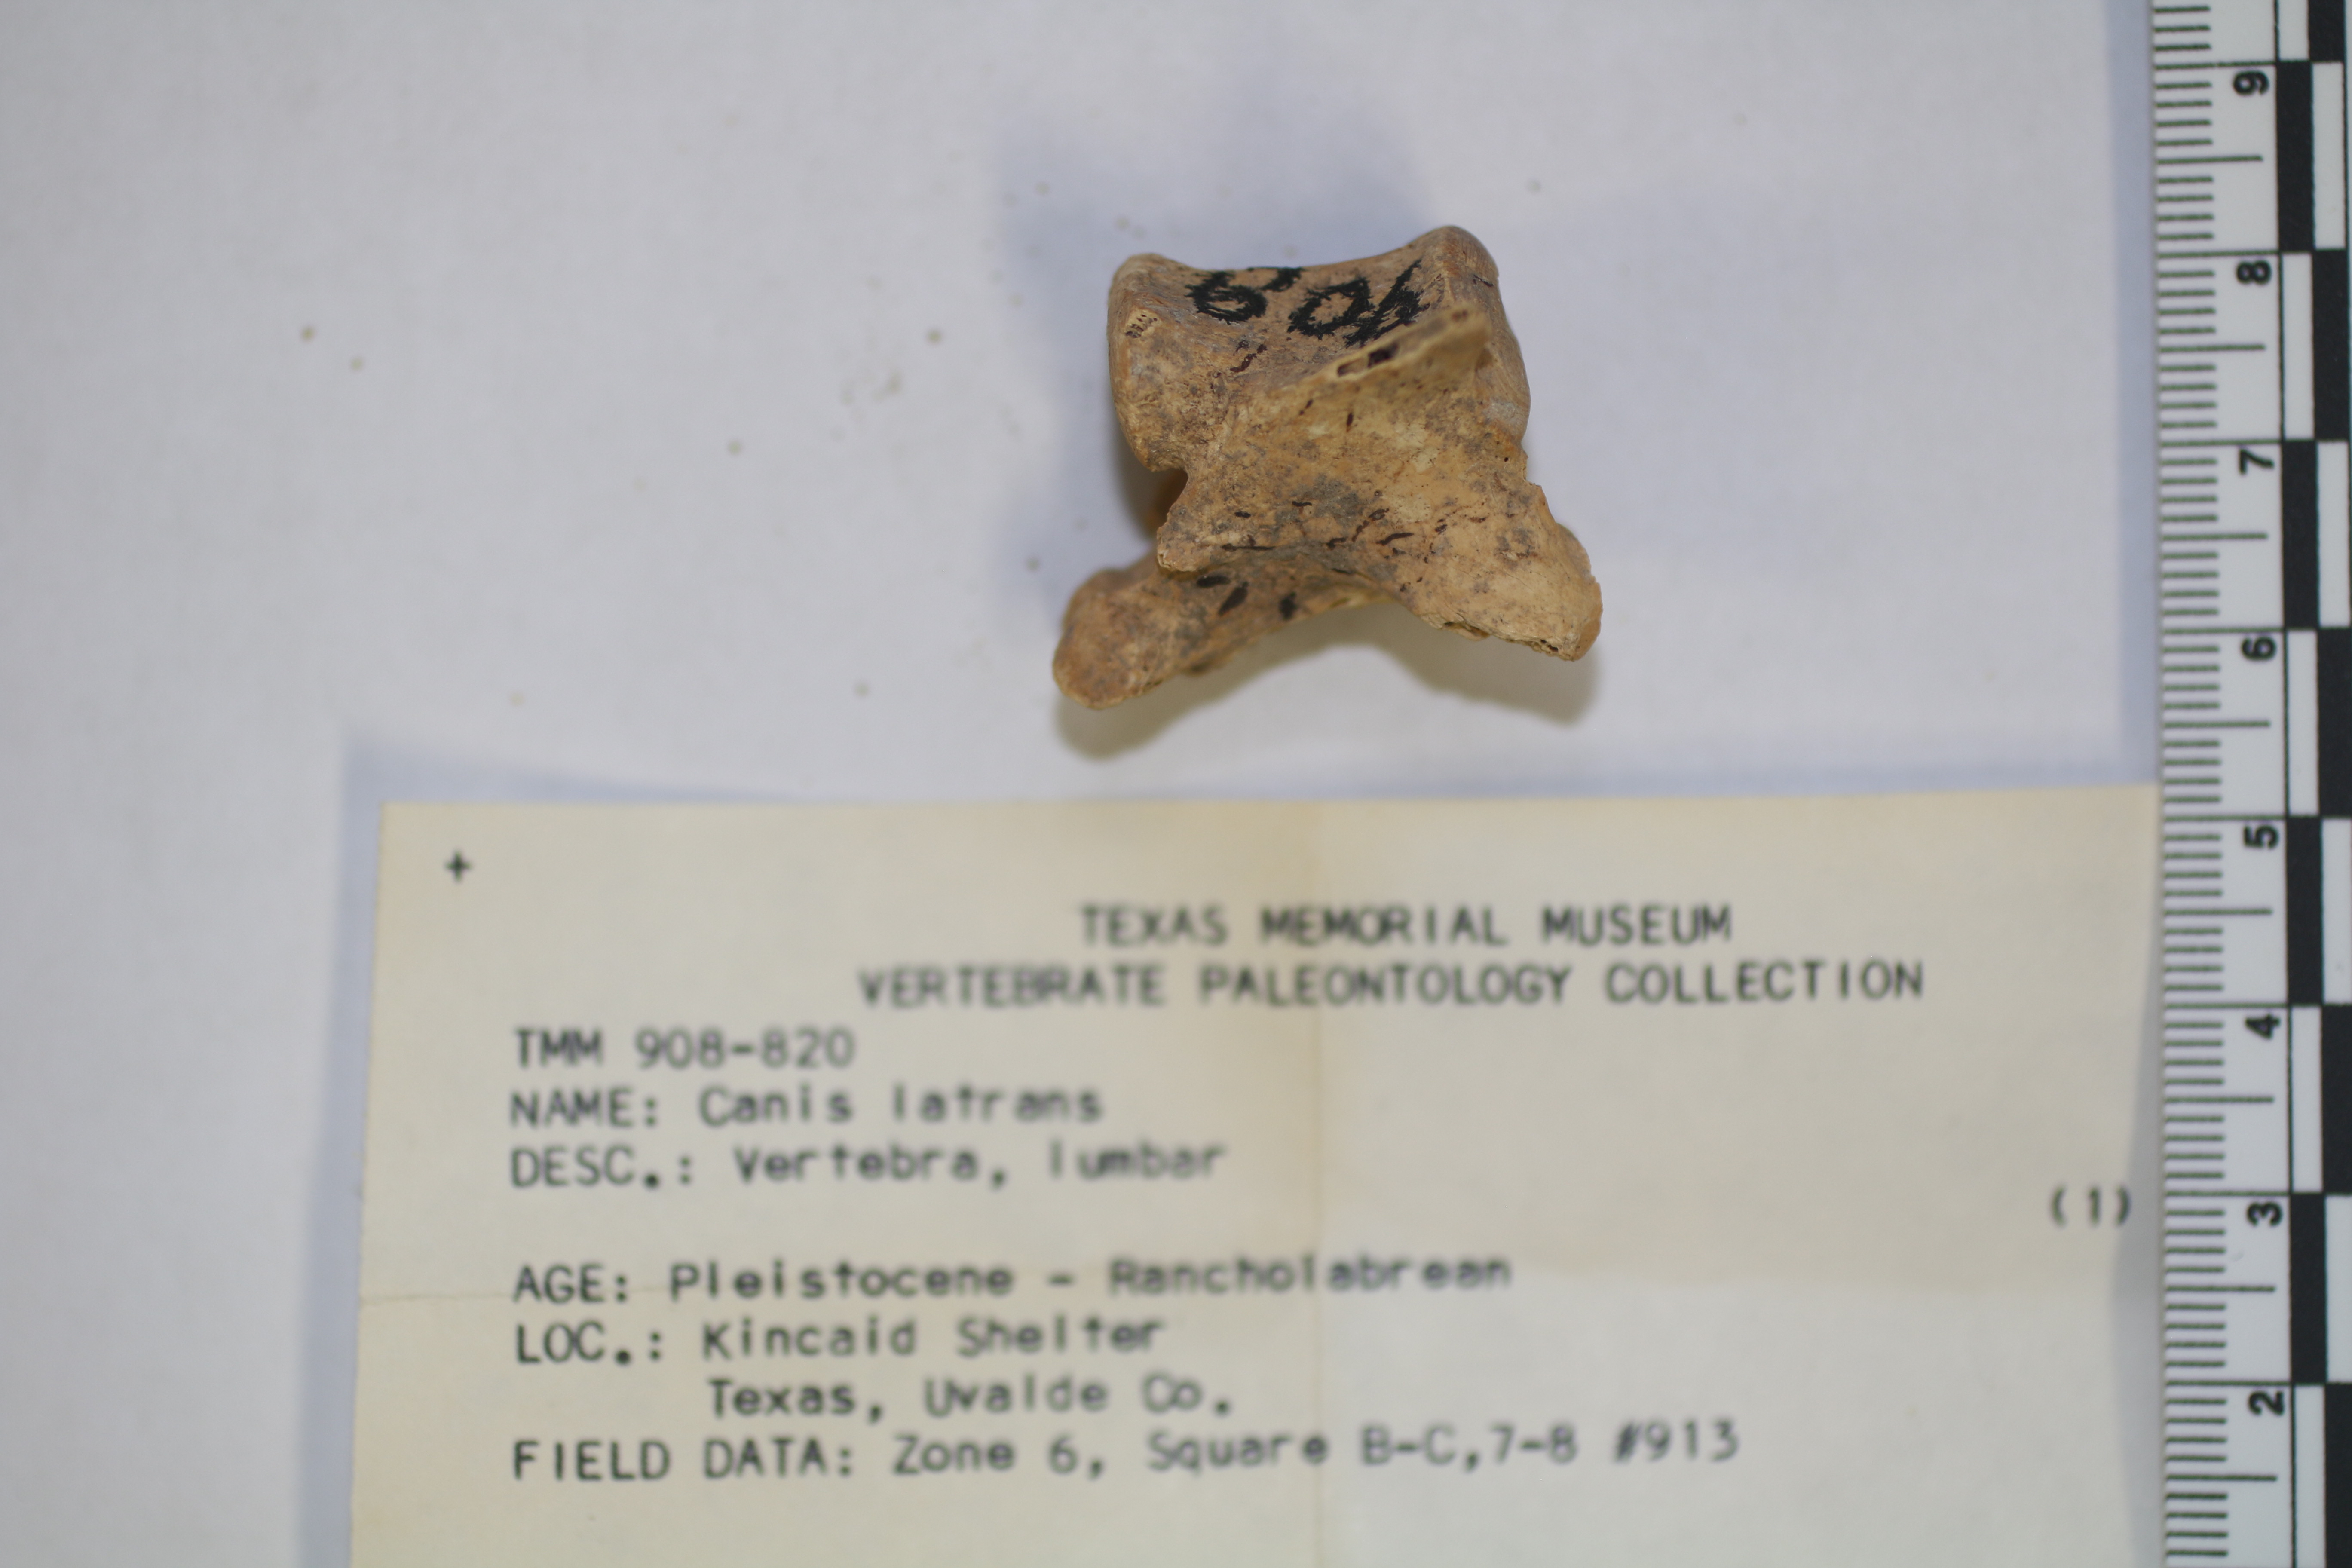 +
TEXAS MEMORIAL MUSEUM
VERTEBRATE PALEONTOLOGY COLLECTION
TMM 908-820
NAME: Canis latrans
DESC.: Vertebra, lumbar
(1)
AGE: Pleistocene - Rancholabrean
LOC.: Kincaid Shelter
Texas, Uvalde Co.
FIELD DATA: Zone 6, Square B-C,7-8 #913
9
8
7
6
5
4
3
2